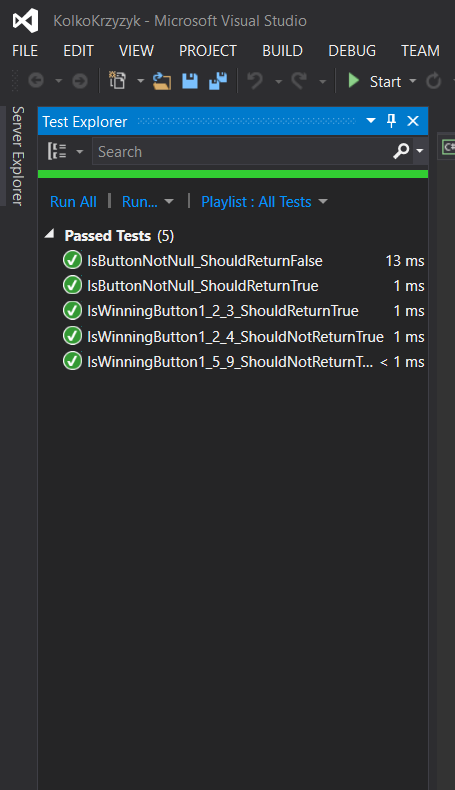 KolkoKrzyzyk - Microsoft Visual Studio
FILE EDIT VIEW PROJECT BUILD DEBUG TEAM
Start
Server Explorer
Test Explorer
Search
Run All | Run... | Playlist : All Tests
Passed Tests (5)
IsButtonNotNull_ShouldReturnFalse 13 ms
IsButtonNotNull_ShouldReturnTrue 1 ms
IsWinningButton1_2_3_ShouldReturnTrue 1 ms
IsWinningButton1_2_4_ShouldNotReturnTrue 1 ms
IsWinningButton1_5_9_ShouldNotReturnT... < 1 ms